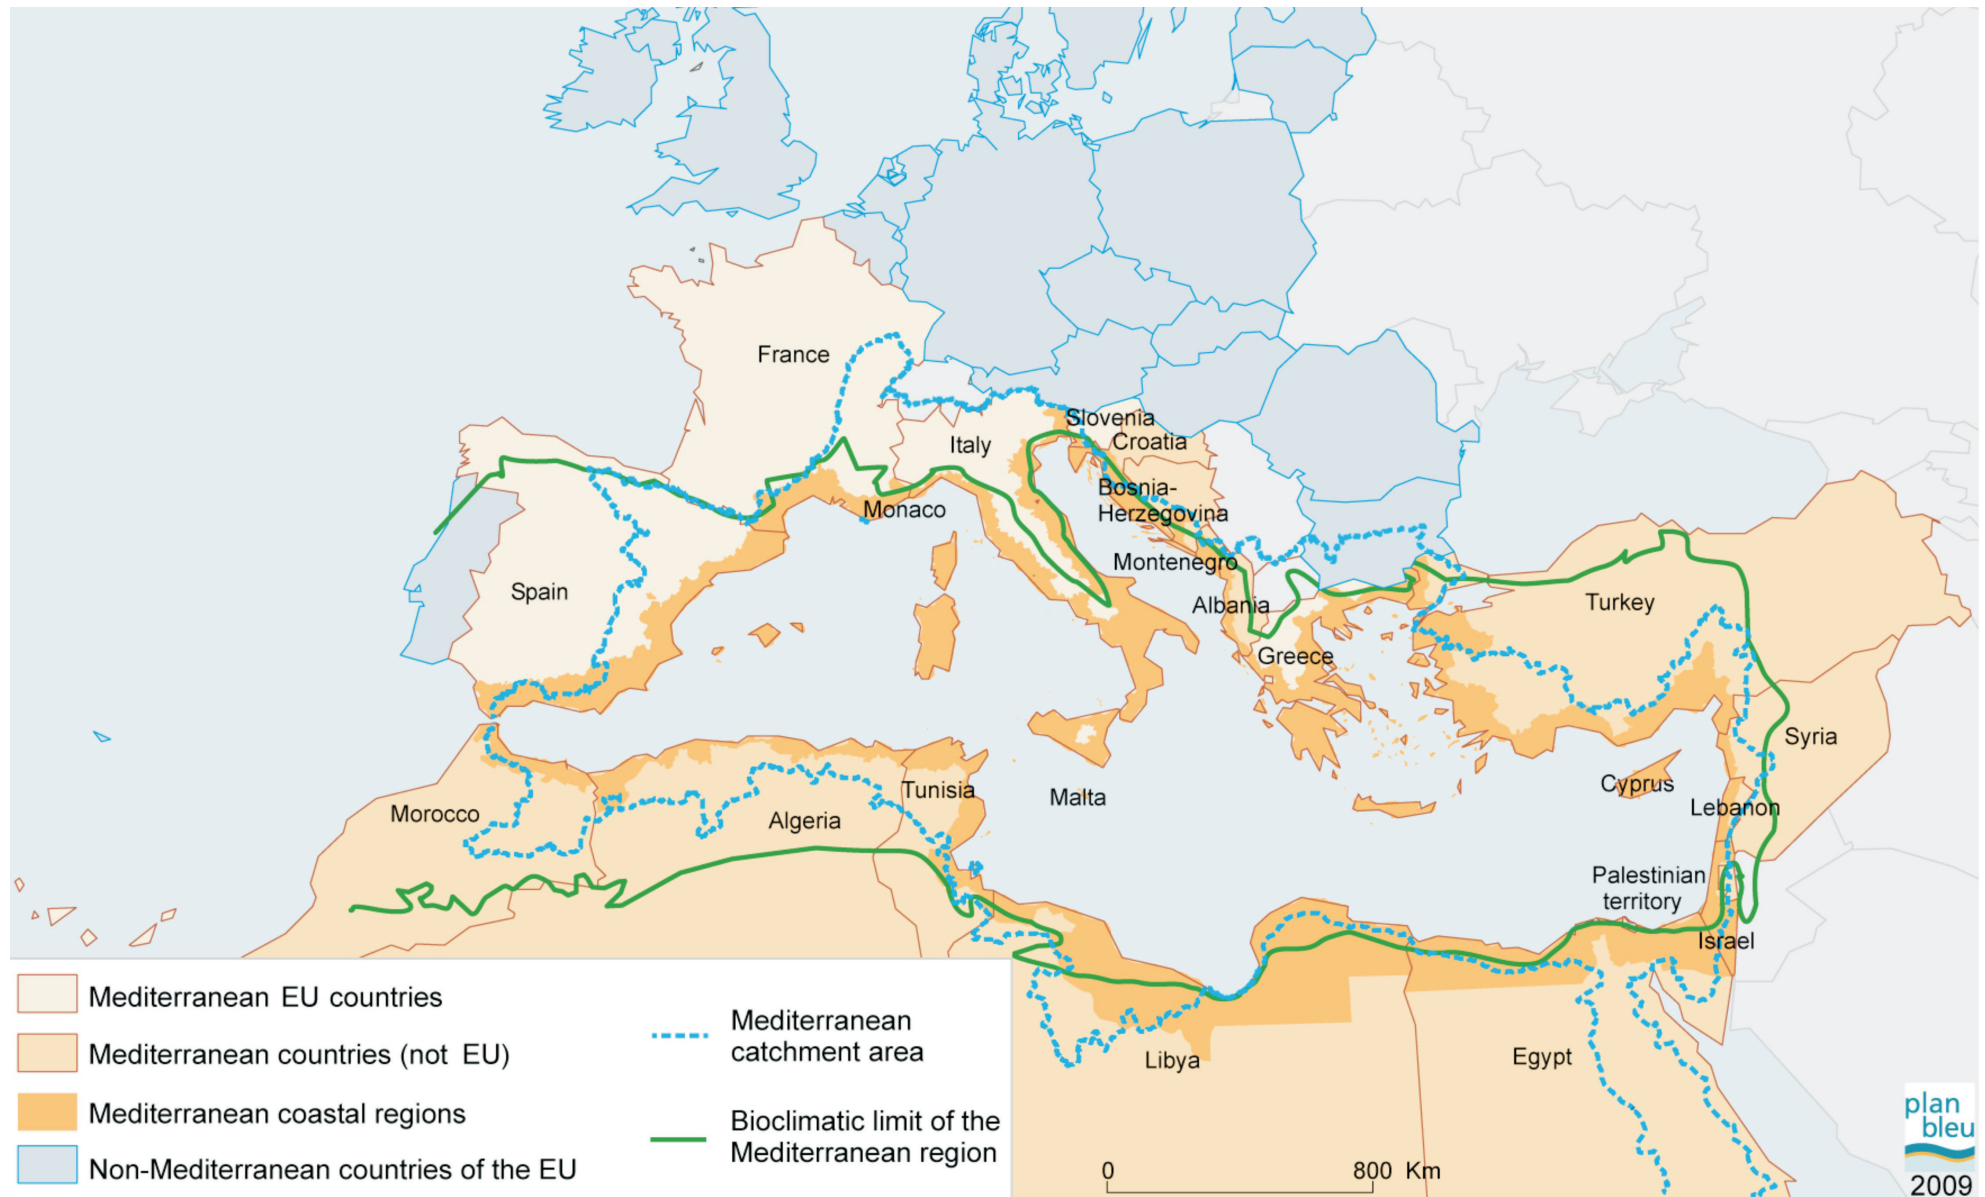 France
Slovenia
Croatia
Italy
Bosnia-
Herzegovina
Monaco
Montenegro
Spain
Albania
Turkey
Greece
Syria
Cyprus
Morocco
Tunisia
Malta
Lebanon
Algeria
Palestinian
territory
Israel
Libya
Egypt
Mediterranean EU countries
Mediterranean countries (not EU)
Mediterranean coastal regions
Non-Mediterranean countries of the EU
Mediterranean
catchment area
Bioclimatic limit of the
Mediterranean region
0 800 Km
plan
bleu
2009